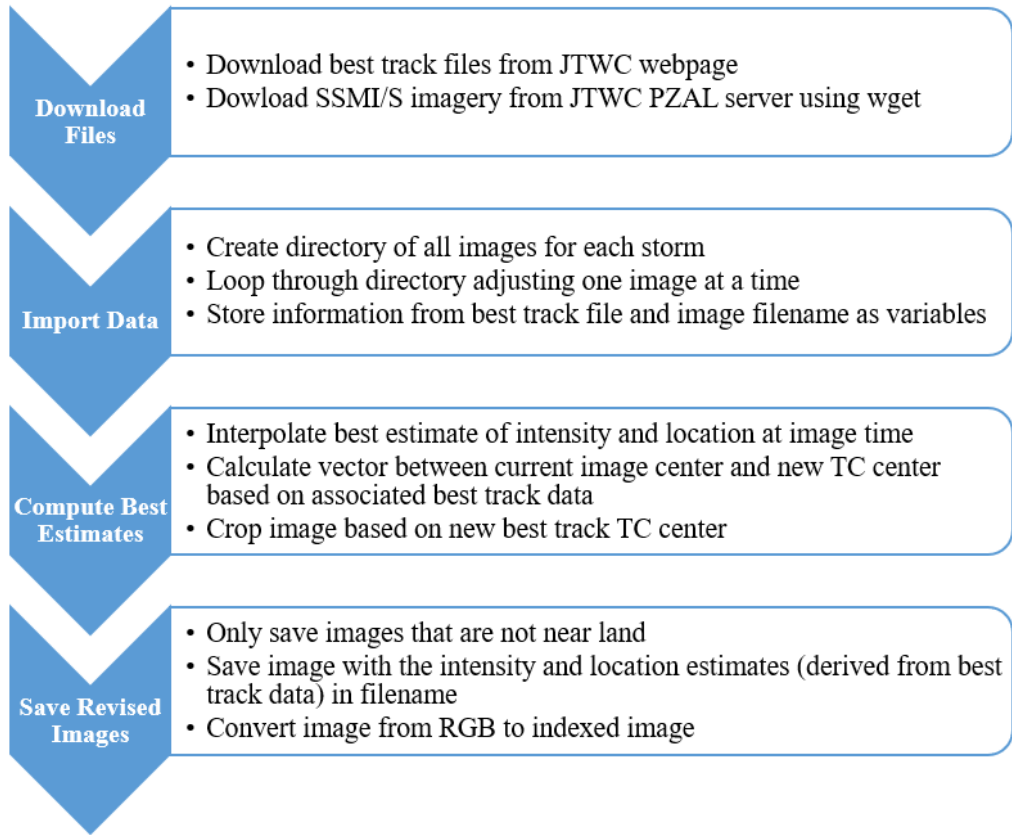 Download
Files
• Download best track files from JTWC webpage
• Dowload SSMI/S imagery from JTWC PZAL server using wget
Import Data
• Create directory of all images for each storm
• Loop through directory adjusting one image at a time
• Store information from best track file and image filename as variables
Compute Best
Estimates
• Interpolate best estimate of intensity and location at image time
• Calculate vector between current image center and new TC center
based on associated best track data
• Crop image based on new best track TC center
Save Revised
Images
• Only save images that are not near land
• Save image with the intensity and location estimates (derived from best
track data) in filename
• Convert image from RGB to indexed image